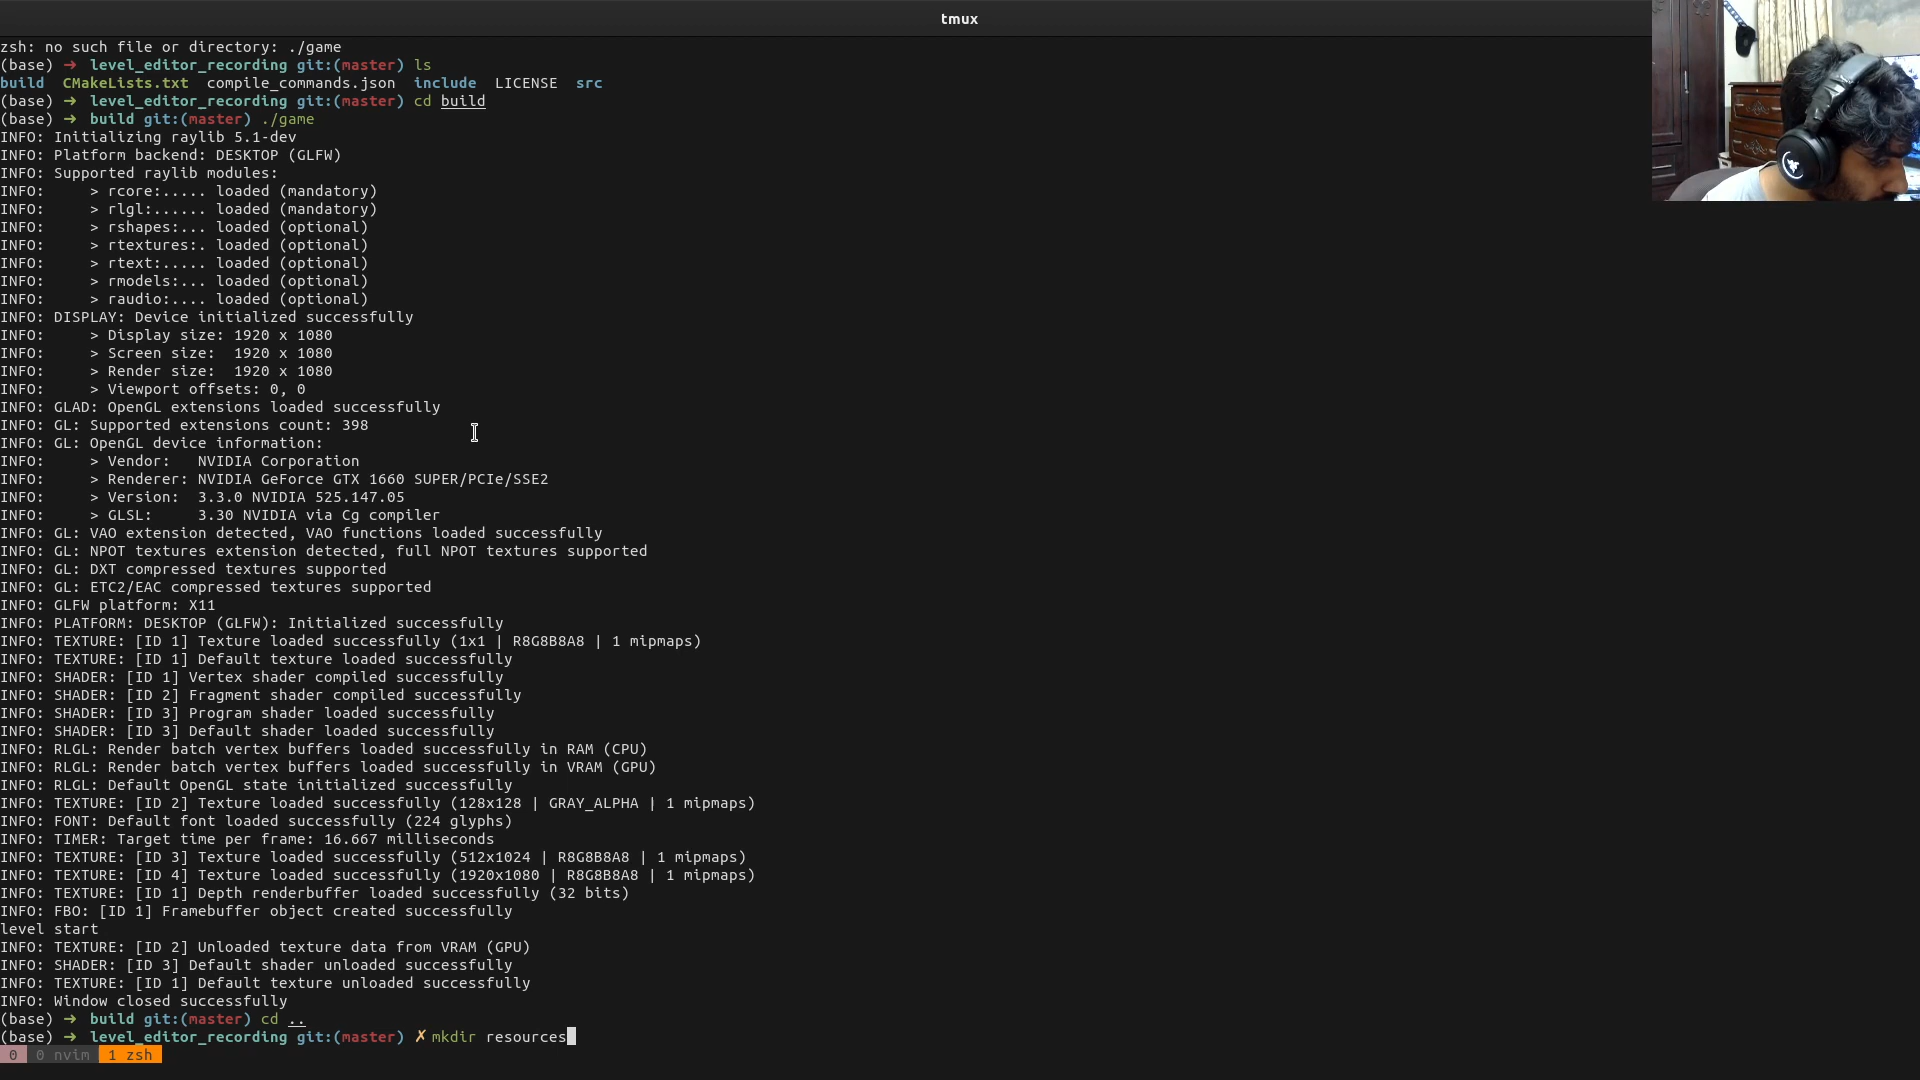 tmux
zsh: no such file or directory: ./game
(base) → level_editor_recording git:(master) ls
build CMakeLists.txt compile_commands.json include LICENSE src
(base) → level_editor_recording git:(master) cd build
(base) → build git:(master) ./game
INFO: Initializing raylib 5.1-dev
INFO: Platform backend: DESKTOP (GLFW)
INFO: Supported raylib modules:
INFO:     > rcore:..... loaded (mandatory)
INFO:     > rlgl:...... loaded (mandatory)
INFO:     > rshapes:... loaded (optional)
INFO:     > rtextures:. loaded (optional)
INFO:     > rtext:..... loaded (optional)
INFO:     > rmodels:... loaded (optional)
INFO:     > raudio:.... loaded (optional)
INFO: DISPLAY: Device initialized successfully
INFO:     > Display size: 1920 x 1080
INFO:     > Screen size:  1920 x 1080
INFO:     > Render size:  1920 x 1080
INFO:     > Viewport offsets: 0, 0
INFO: GLAD: OpenGL extensions loaded successfully
INFO: GL: Supported extensions count: 398
INFO: GL: OpenGL device information:
INFO:     > Vendor:   NVIDIA Corporation
INFO:     > Renderer: NVIDIA GeForce GTX 1660 SUPER/PCIe/SSE2
INFO:     > Version:  3.3.0 NVIDIA 525.147.05
INFO:     > GLSL:     3.30 NVIDIA via Cg compiler
INFO: GL: VAO extension detected, VAO functions loaded successfully
INFO: GL: NPOT textures extension detected, full NPOT textures supported
INFO: GL: DXT compressed textures supported
INFO: GL: ETC2/EAC compressed textures supported
INFO: GLFW platform: X11
INFO: PLATFORM: DESKTOP (GLFW): Initialized successfully
INFO: TEXTURE: [ID 1] Texture loaded successfully (1x1 | R8G8B8A8 | 1 mipmaps)
INFO: TEXTURE: [ID 1] Default texture loaded successfully
INFO: SHADER: [ID 1] Vertex shader compiled successfully
INFO: SHADER: [ID 2] Fragment shader compiled successfully
INFO: SHADER: [ID 3] Program shader loaded successfully
INFO: SHADER: [ID 3] Default shader loaded successfully
INFO: RLGL: Render batch vertex buffers loaded successfully in RAM (CPU)
INFO: RLGL: Render batch vertex buffers loaded successfully in VRAM (GPU)
INFO: RLGL: Default OpenGL state initialized successfully
INFO: TEXTURE: [ID 2] Texture loaded successfully (128x128 | GRAY_ALPHA | 1 mipmaps)
INFO: FONT: Default font loaded successfully (224 glyphs)
INFO: TIMER: Target time per frame: 16.667 milliseconds
INFO: TEXTURE: [ID 3] Texture loaded successfully (512x1024 | R8G8B8A8 | 1 mipmaps)
INFO: TEXTURE: [ID 4] Texture loaded successfully (1920x1080 | R8G8B8A8 | 1 mipmaps)
INFO: TEXTURE: [ID 1] Depth renderbuffer loaded successfully (32 bits)
INFO: FBO: [ID 1] Framebuffer object created successfully
level start
INFO: TEXTURE: [ID 2] Unloaded texture data from VRAM (GPU)
INFO: SHADER: [ID 3] Default shader unloaded successfully
INFO: TEXTURE: [ID 1] Default texture unloaded successfully
INFO: Window closed successfully
(base) → build git:(master) cd ..
(base) → level_editor_recording git:(master) ✗ mkdir resources
0 0 nvim 1 zsh